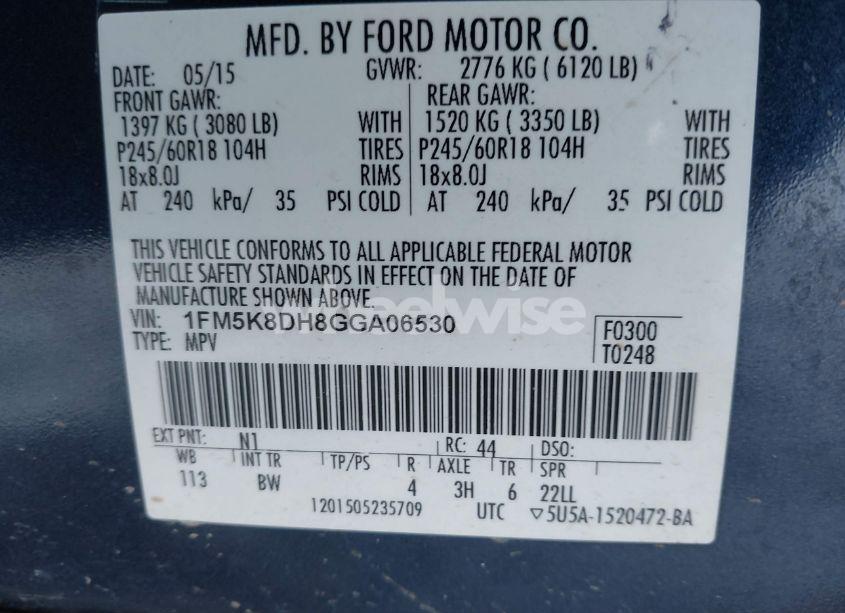 MFD. BY FORD MOTOR CO.
DATE: 05/15 GVWR: 2776 KG ( 6120 LB)
FRONT GAWR: REAR GAWR:
1397 KG ( 3080 LB) WITH 1520 KG ( 3350 LB) WITH
P245/60R18 104H TIRES P245/60R18 104H TIRES
18x8.0J RIMS 18x8.0J RIMS
AT 240 kPa/ 35 PSI COLD AT 240 kPa/ 35 PSI COLD
THIS VEHICLE CONFORMS TO ALL APPLICABLE FEDERAL MOTOR
VEHICLE SAFETY STANDARDS IN EFFECT ON THE DATE OF
MANUFACTURE SHOWN ABOVE.
VIN: 1FM5K8DH8GGA06530 F0300
TYPE: MPV T0248
EXT PNT: N1 RC: 44 DSO:
WB INT TR TP/PS R AXLE TR SPR
113 BW 4 3H 6 22LL
1201505235709 UTC ▽5U5A-1520472-BA